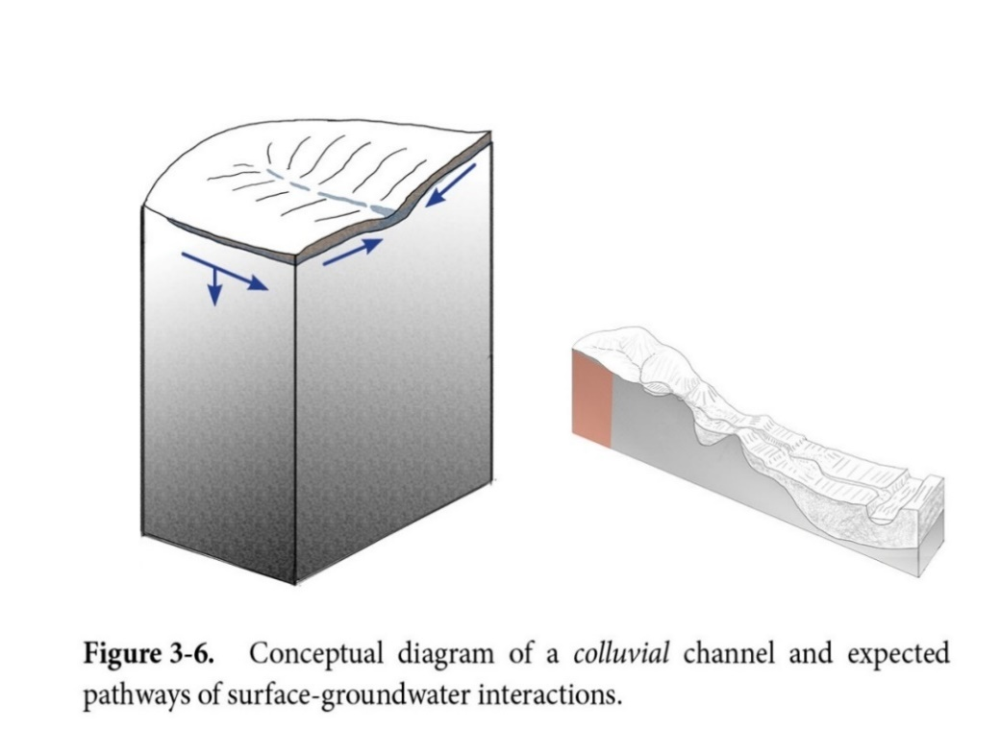 Figure 3-6. Conceptual diagram of a colluvial channel and expected
pathways of surface-groundwater interactions.